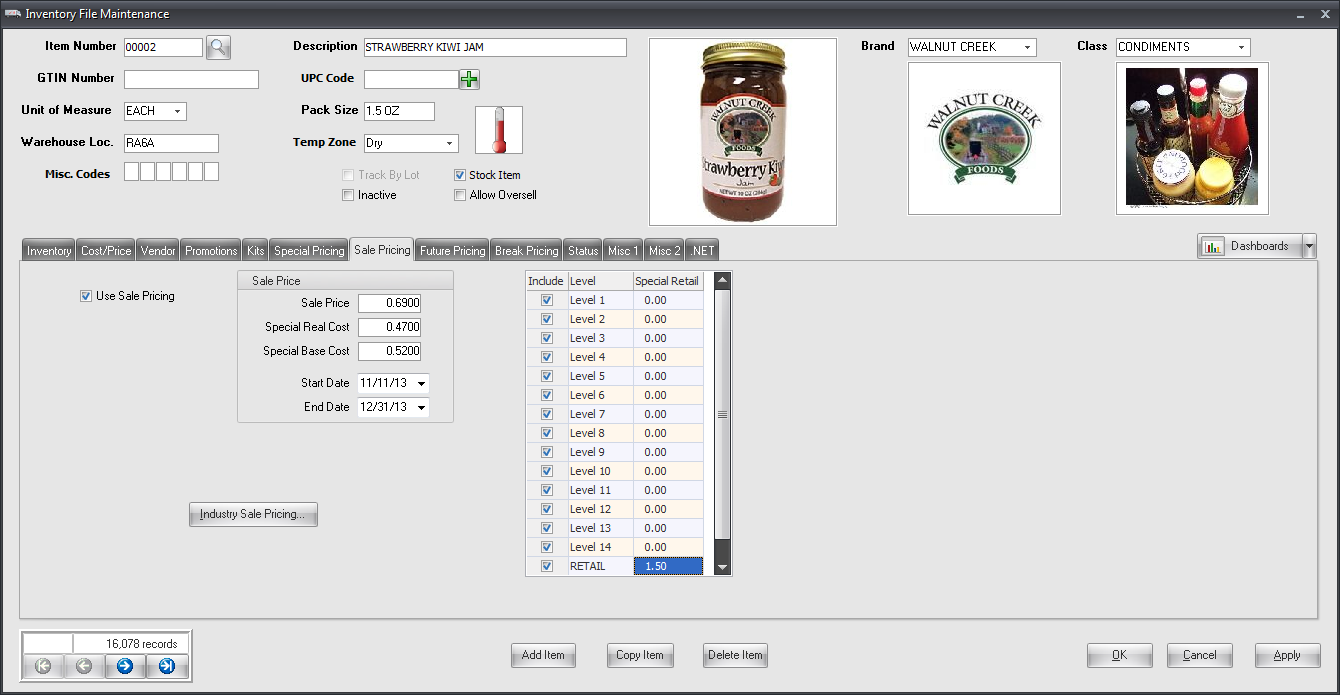 Inventory File Maintenance
Item Number 00002 Description STRAWBERRY KIWI JAM Brand WALNUT CREEK Class CONDIMENTS
GTIN Number UPC Code
Unit of Measure EACH Pack Size 1.5 OZ
Warehouse Loc. RA6A Temp Zone Dry
Misc. Codes Track By Lot Stock Item
Inactive Allow Oversell
WALNUT CREEK
FOODS
Strawberry Kiwi
Jam
NET WT 10 OZ (284g)
WALNUT CREEK
FOODS
Inventory Cost/Price Vendor Promotions Kits Special Pricing Sale Pricing Future Pricing Break Pricing Status Misc 1 Misc 2 .NET Dashboards
Use Sale Pricing
Sale Price
Sale Price 0.6900
Special Real Cost 0.4700
Special Base Cost 0.5200
Start Date 11/11/13
End Date 12/31/13
Industry Sale Pricing...
Include Level Special Retail
Level 1 0.00
Level 2 0.00
Level 3 0.00
Level 4 0.00
Level 5 0.00
Level 6 0.00
Level 7 0.00
Level 8 0.00
Level 9 0.00
Level 10 0.00
Level 11 0.00
Level 12 0.00
Level 13 0.00
Level 14 0.00
RETAIL 1.50
16,078 records
Add Item Copy Item Delete Item OK Cancel Apply